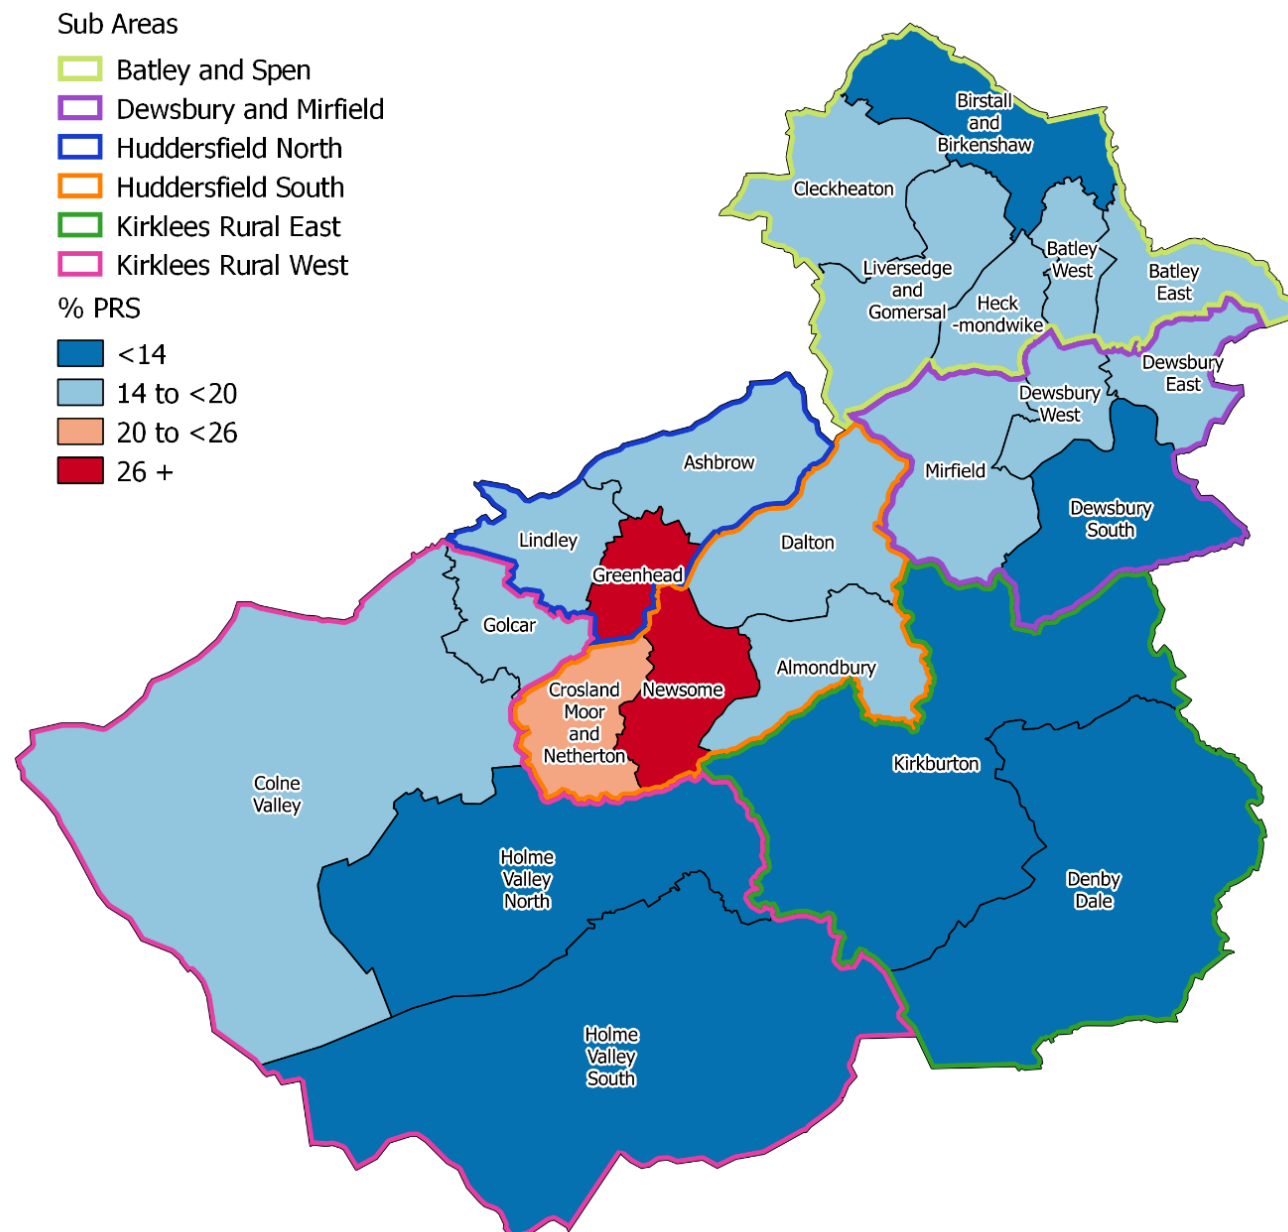 Sub Areas
Batley and Spen
Dewsbury and Mirfield
Huddersfield North
Huddersfield South
Kirklees Rural East
Kirklees Rural West
% PRS
<14
14 to <20
20 to <26
26 +
Birstall
and
Birkenshaw
Cleckheaton
Liversedge
and
Gomersal
Heck
-mondwike
Batley
West
Batley
East
Dewsbury
East
Dewsbury
West
Mirfield
Dewsbury
South
Ashbrow
Lindley
Dalton
Greenhead
Golcar
Almondbury
Crosland
Moor
and
Netherton
Newsome
Kirkburton
Colne
Valley
Holme
Valley
North
Denby
Dale
Holme
Valley
South